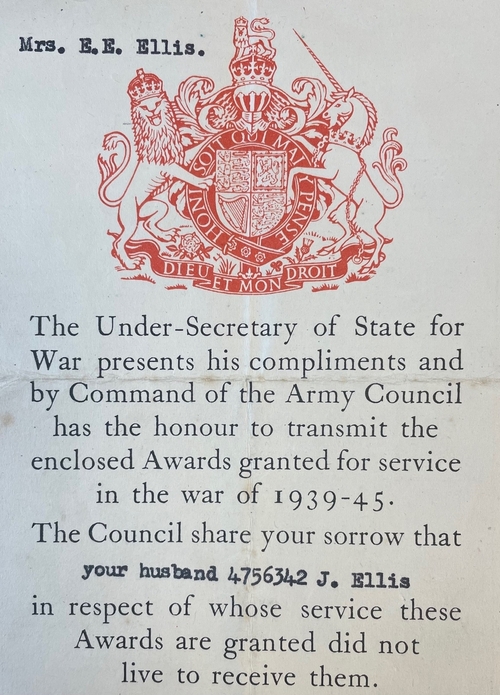 Mrs. E.E. Ellis.
HONI SOIT QUI MAL Y PENSE
DIEU ET MON DROIT
The Under-Secretary of State for
War presents his compliments and
by Command of the Army Council
has the honour to transmit the
enclosed Awards granted for service
in the war of 1939-45.
The Council share your sorrow that
your husband 4756342 J. Ellis
in respect of whose service these
Awards are granted did not
live to receive them.